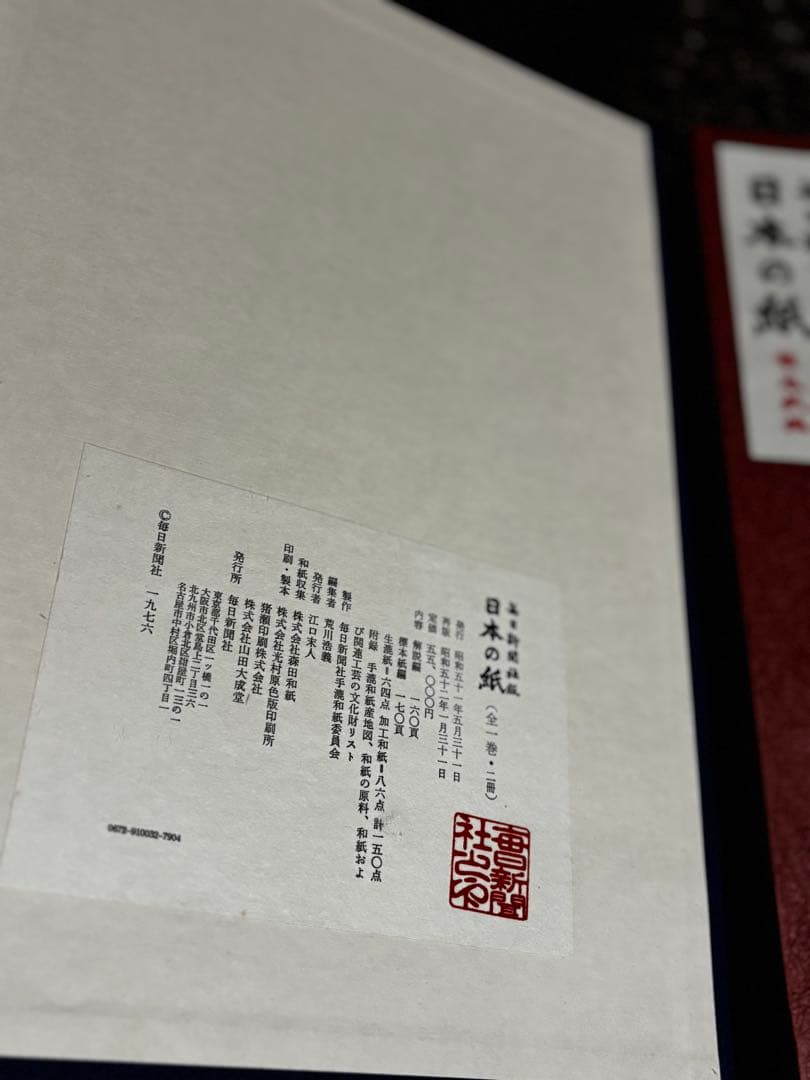 毎日新聞社版
日本の紙(全一巻・二冊)
発行 昭和五十一年五月三十一日
再版 昭和五十二年一月三十一日
定価 五五、〇〇〇円
内容 解説編 一六〇頁
標本紙編 一七〇頁
生漉紙=六四点 加工和紙=八六点 計一五〇点
附録 手漉和紙産地図、和紙の原料、和紙およ
び関連工芸の文化財リスト
製作 毎日新聞社手漉和紙委員会
編集者 荒川浩義
発行者 江口末人
和紙収集 株式会社森田和紙
印刷・製本 株式会社光村原色版印刷所
猪瀬印刷株式会社
株式会社山田大成堂
発行所 毎日新聞社
東京都千代田区一ツ橋一の一
大阪市北区堂島上二丁目三六
北九州市小倉北区紺屋町一三の一
名古屋市中村区堀内町四丁目一
©毎日新聞社 一九七六
0672-910032-7904
日本の紙